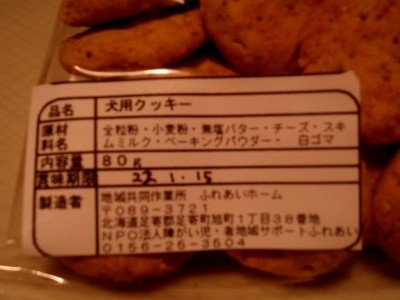 品名 犬用クッキー
原材 全粒粉・小麦粉・無塩バター・チーズ・スキ
料名 ムミルク・ベーキングパウダー・ 白ゴマ
内容量 80g
賞味期限 22.1.15
製造者 地域共同作業所 ふれあいホーム
〒089-3721
北海道足寄郡足寄町旭町1丁目38番地
NPO法人障がい児・者地域サポートふれあい
0156-25-3504